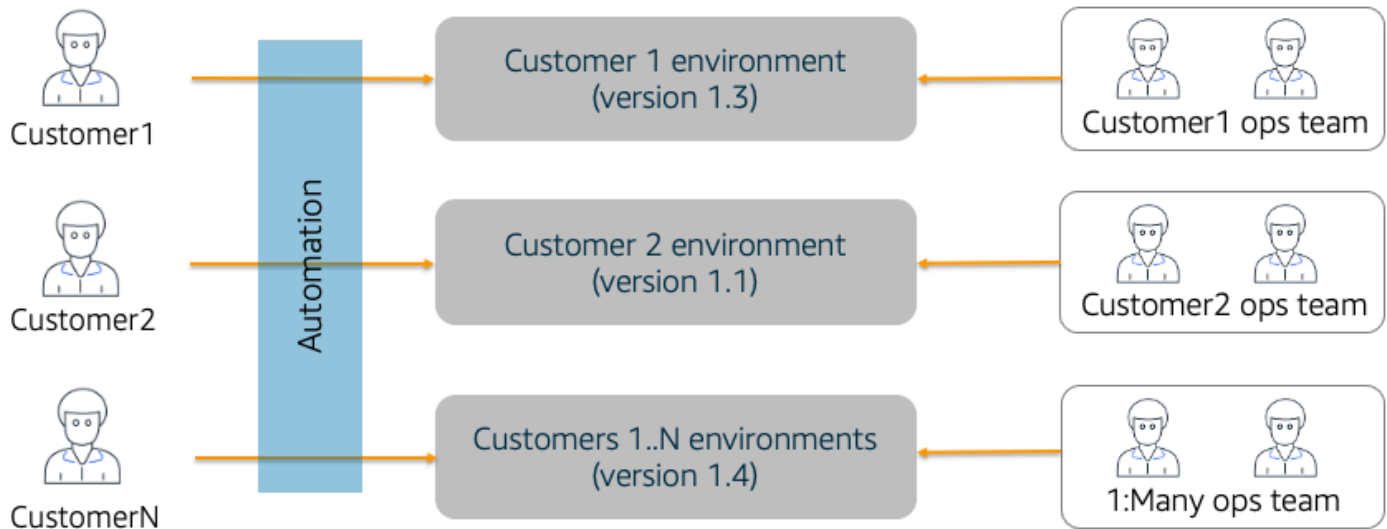 Customer1
Customer 1 environment
(version 1.3)
Customer1 ops team
Automation
Customer2
Customer 2 environment
(version 1.1)
Customer2 ops team
CustomerN
Customers 1..N environments
(version 1.4)
1:Many ops team